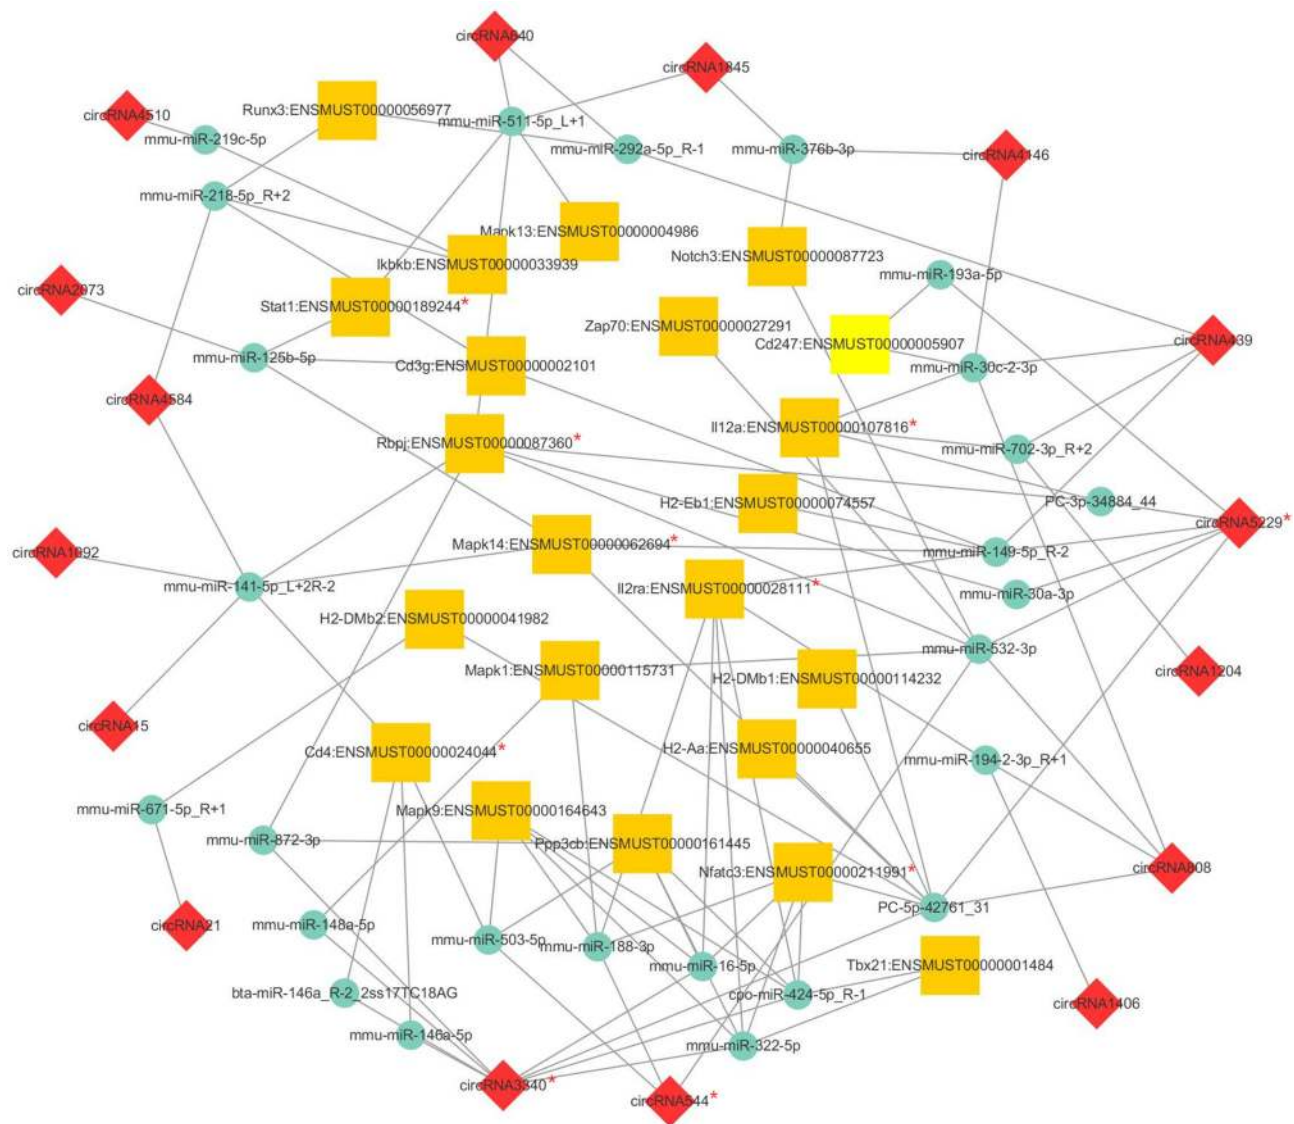 circRNA640
circRNA1845
Runx3:ENSMUST00000056977
circRNA4510
mmu-miR-511-5p_L+1
mmu-miR-219c-5p
mmu-miR-292a-5p_R-1
mmu-miR-376b-3p
circRNA4146
mmu-miR-218-5p_R+2
Mapk13:ENSMUST00000004986
Notch3:ENSMUST00000087723
Ikbkb:ENSMUST00000033939
mmu-miR-193a-5p
circRNA2073
Stat1:ENSMUST00000189244*
Zap70:ENSMUST00000027291
Cd247:ENSMUST00000005907
circRNA439
mmu-miR-125b-5p
Cd3g:ENSMUST00000002101
mmu-miR-30c-2-3p
circRNA4584
Il12a:ENSMUST00000107816*
Rbpj:ENSMUST00000087360*
mmu-miR-702-3p_R+2
H2-Eb1:ENSMUST00000074557
PC-3p-34884_44
circRNA5229*
circRNA1092
Mapk14:ENSMUST00000062694*
mmu-miR-149-5p_R-2
mmu-miR-141-5p_L+2R-2
Il2ra:ENSMUST00000028111*
mmu-miR-30a-3p
H2-DMb2:ENSMUST00000041982
mmu-miR-532-3p
Mapk1:ENSMUST00000115731
H2-DMb1:ENSMUST00000114232
circRNA1204
circRNA15
Cd4:ENSMUST00000024044*
H2-Aa:ENSMUST00000040655
mmu-miR-194-2-3p_R+1
mmu-miR-671-5p_R+1
Mapk9:ENSMUST00000164643
mmu-miR-872-3p
Ppp3cb:ENSMUST00000161445
Nfatc3:ENSMUST00000211991*
circRNA808
PC-5p-42761_31
circRNA21
mmu-miR-148a-5p
mmu-miR-503-5p
mmu-miR-188-3p
mmu-miR-16-5p
Tbx21:ENSMUST00000001484
bta-miR-146a_R-2_2ss17TC18AG
cpo-miR-424-5p_R-1
circRNA1406
mmu-miR-146a-5p
mmu-miR-322-5p
circRNA3340*
circRNA544*